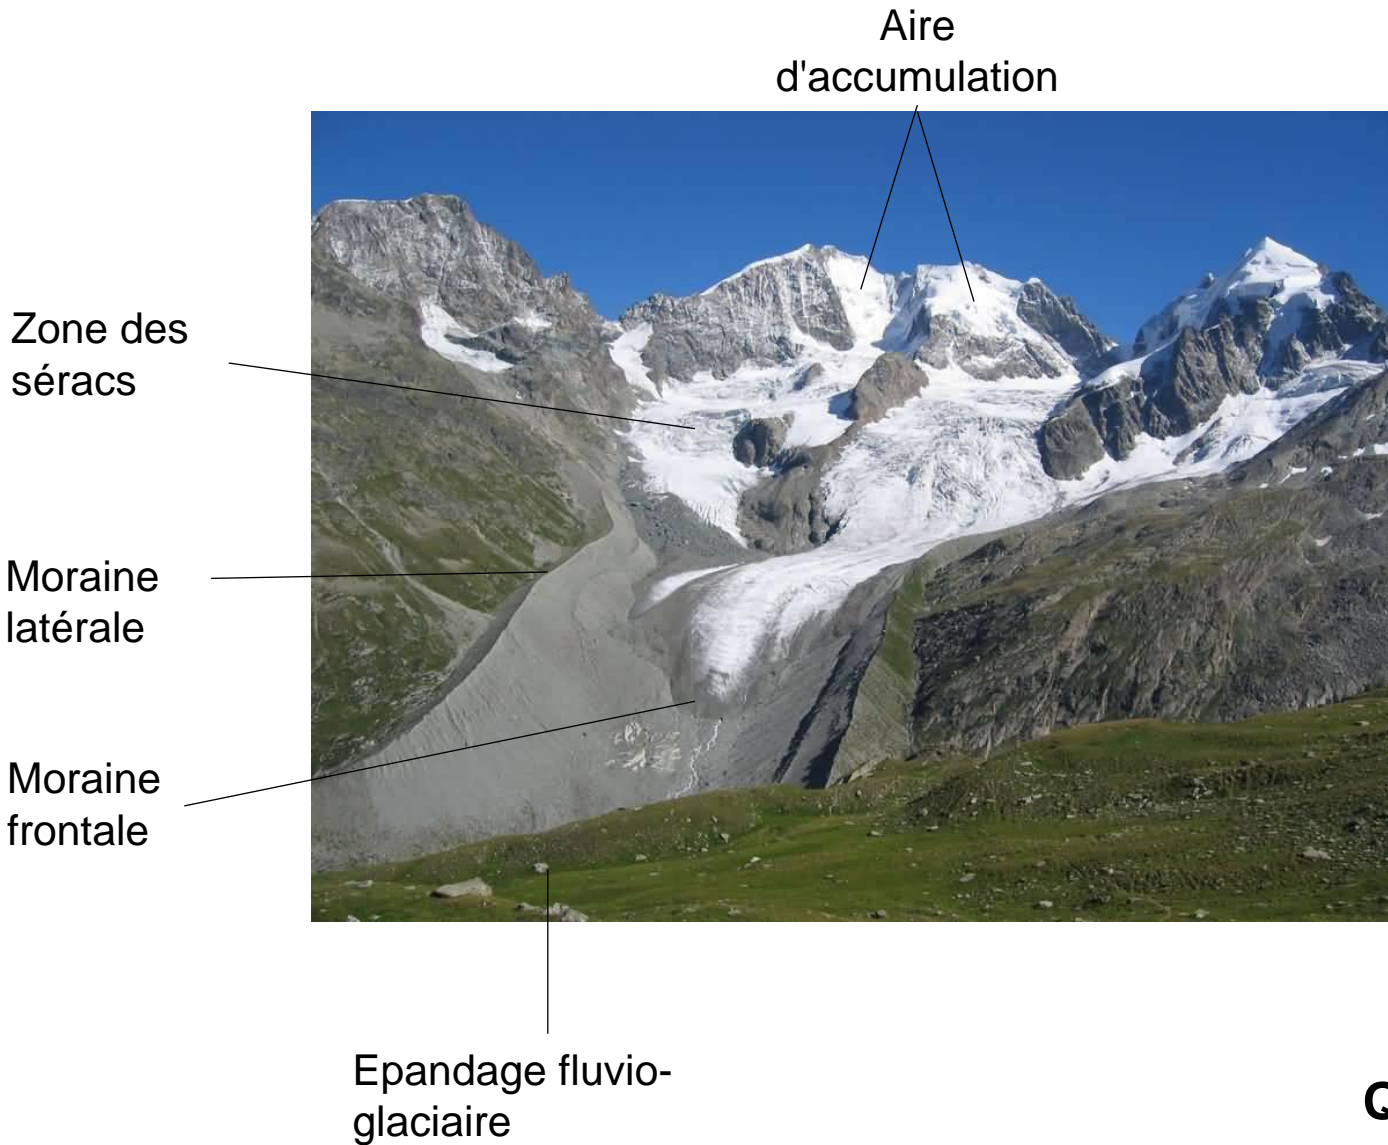 Aire
d'accumulation
Zone des
séracs
Moraine
latérale
Moraine
frontale
Epandage fluvio-
glaciaire
Q